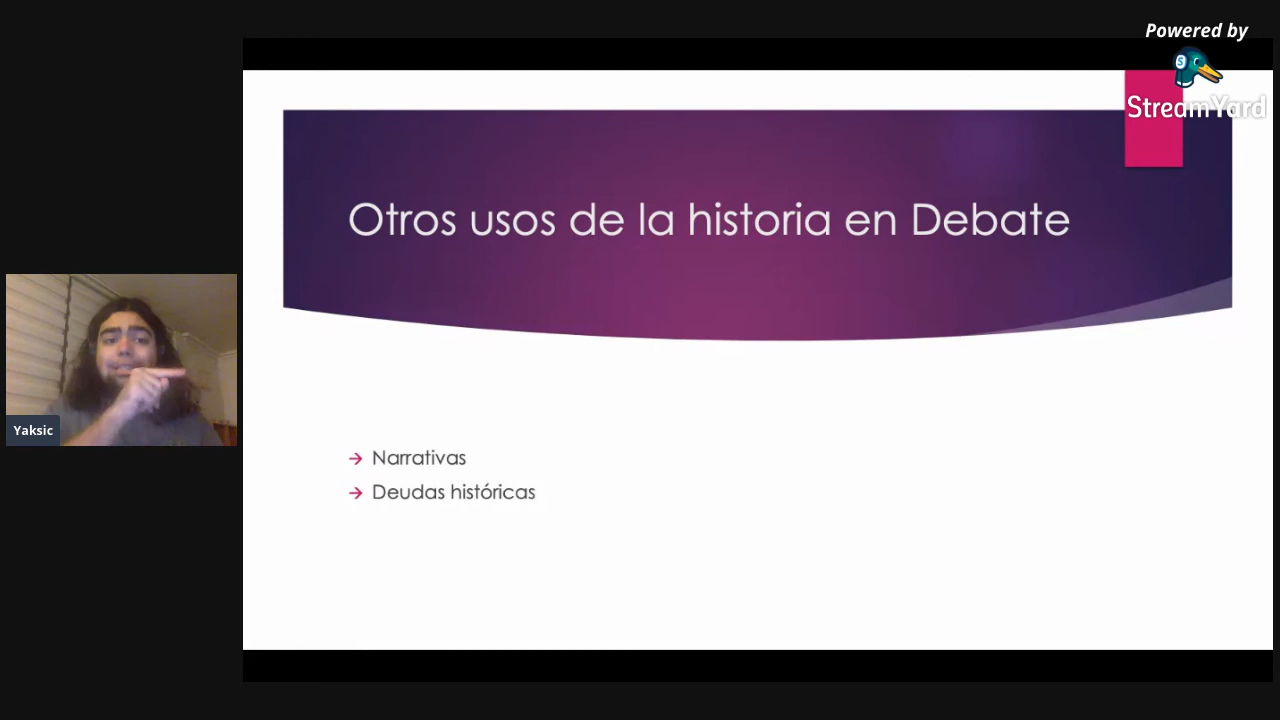 Powered by
StreamYard
Otros usos de la historia en Debate
Yaksic
→ Narrativas
→ Deudas históricas